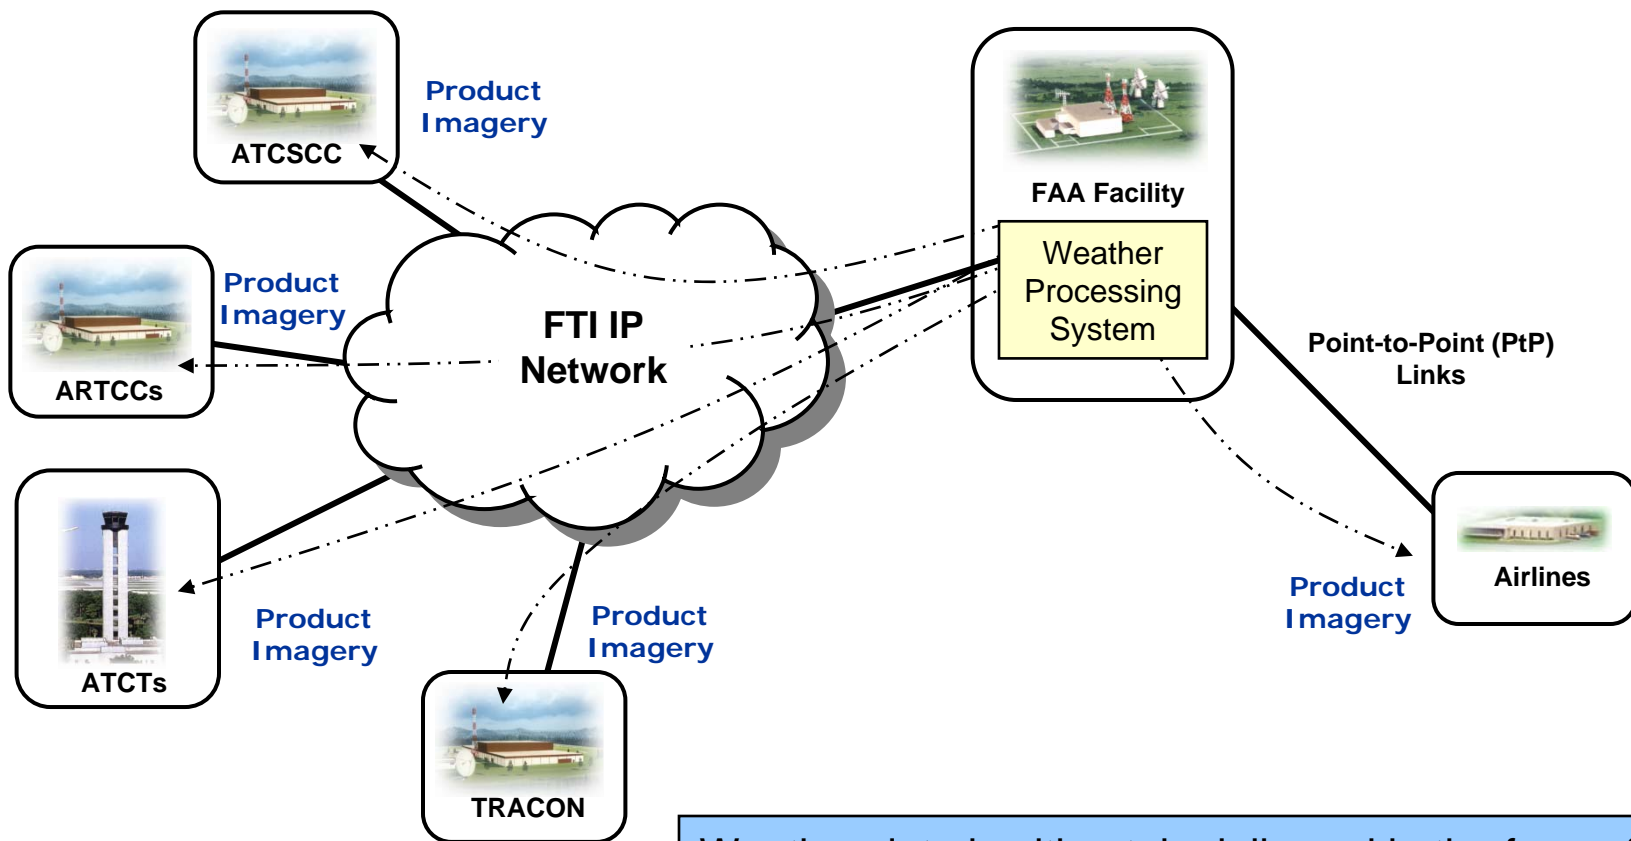 Product
Imagery
ATCSCC
FAA Facility
Weather
Processing
System
Product
Imagery
ARTCCs
FTI IP
Network
Point-to-Point (PtP)
Links
Product
Imagery
ATCTs
Product
Imagery
TRACON
Product
Imagery
Airlines